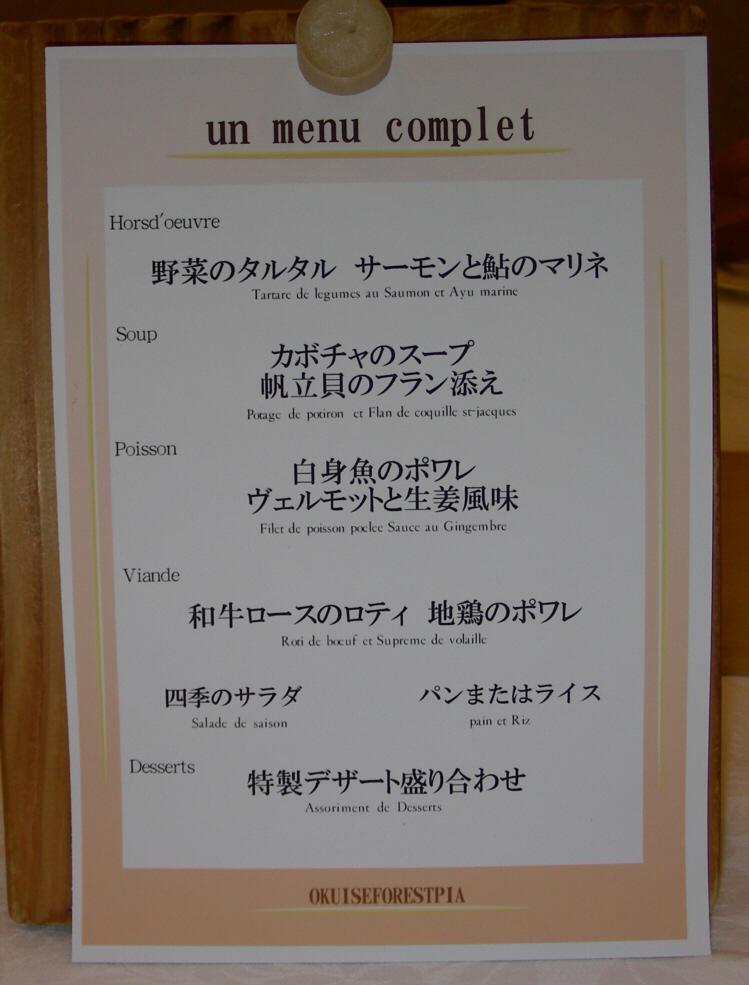 un menu complet
Horsd'oeuvre
野菜のタルタル サーモンと鮎のマリネ
Tartare de legumes au Saumon et Ayu marine
Soup
カボチャのスープ
帆立貝のフラン添え
Potage de potiron et Flan de coquille st-jacques
Poisson
白身魚のポワレ
ヴェルモットと生姜風味
Filet de poisson poelee Sauce au Gingembre
Viande
和牛ロースのロティ 地鶏のポワレ
Roti de bœuf et Supreme de volaille
四季のサラダ パンまたはライス
Salade de saison pain et Riz
Desserts
特製デザート盛り合わせ
Assoriment de Desserts
OKUISEFORESTPIA